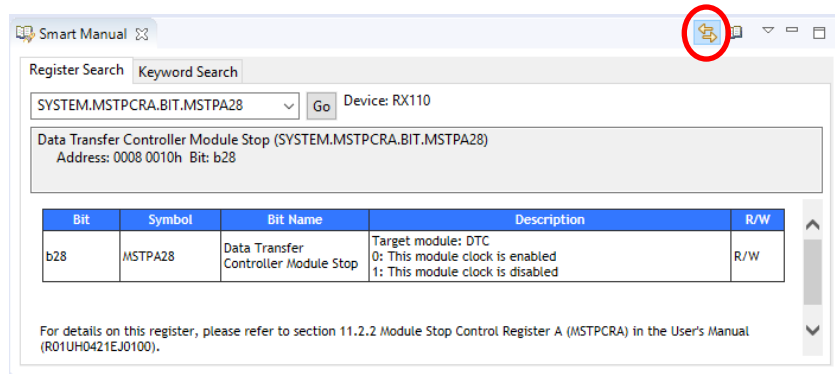 Smart Manual
Register Search Keyword Search
SYSTEM.MSTPCRA.BIT.MSTPA28 Go Device: RX110
Data Transfer Controller Module Stop (SYSTEM.MSTPCRA.BIT.MSTPA28)
Address: 0008 0010h Bit: b28
Bit Symbol Bit Name Description R/W
b28 MSTPA28 Data Transfer Controller Module Stop Target module: DTC
0: This module clock is enabled R/W
1: This module clock is disabled
For details on this register, please refer to section 11.2.2 Module Stop Control Register A (MSTPCRA) in the User's Manual
(R01UH0421EJ0100).